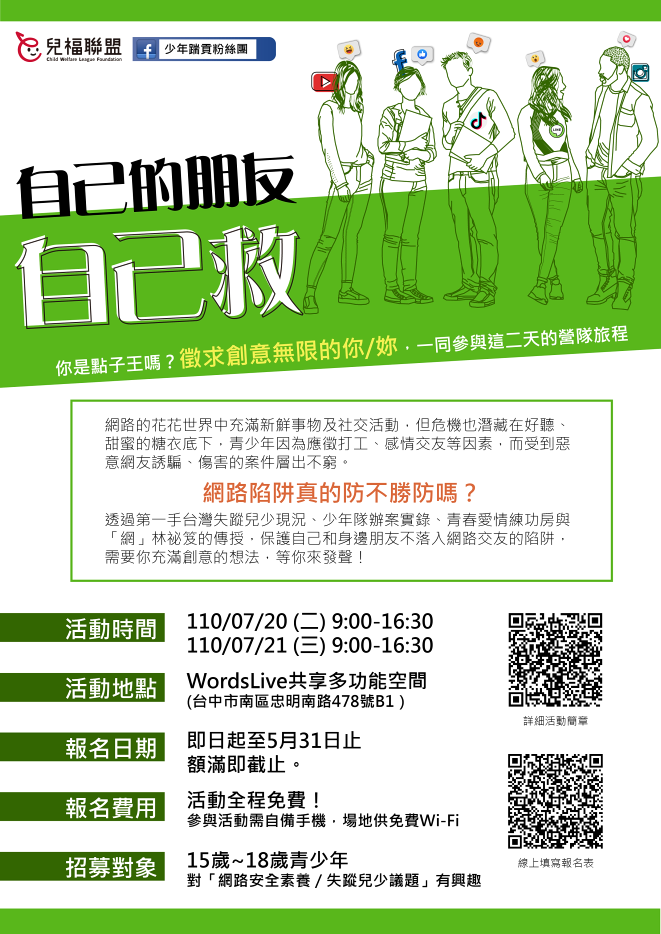 兒福聯盟
Child Welfare League Foundation
少年踹貢粉絲團
自己的朋友
自己救
你是點子王嗎？徵求創意無限的你/妳，一同參與這二天的營隊旅程
網路的花花世界中充滿新鮮事物及社交活動，但危機也潛藏在好聽、
甜蜜的糖衣底下，青少年因為應徵打工、感情交友等因素，而受到惡
意網友誘騙、傷害的案件層出不窮。
網路陷阱真的防不勝防嗎？
透過第一手台灣失蹤兒少現況、少年隊辦案實錄、青春愛情練功房與
「網」林祕笈的傳授，保護自己和身邊朋友不落入網路交友的陷阱，
需要你充滿創意的想法，等你來發聲！
活動時間
110/07/20 (二) 9:00-16:30
110/07/21 (三) 9:00-16:30
活動地點
WordsLive共享多功能空間
(台中市南區忠明南路478號B1 )
詳細活動簡章
報名日期
即日起至5月31日止
額滿即截止。
報名費用
活動全程免費！
參與活動需自備手機，場地供免費Wi-Fi
線上填寫報名表
招募對象
15歲~18歲青少年
對「網路安全素養 / 失蹤兒少議題」有興趣
LINE